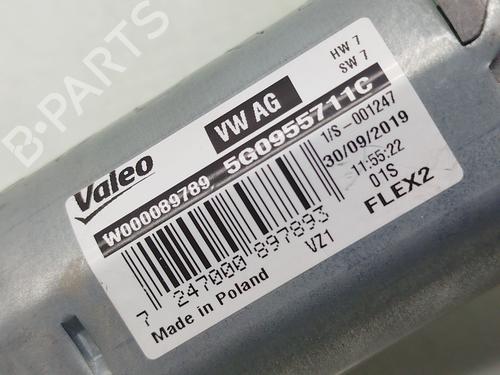 B-PARTS
Valeo
VW AG
HW 7
SW 7
W000089789
5G0955711C
1/S-001247
30/09/2019
11:55:22
01S
FLEX2
7 247000 897893
VZ1
Made in Poland